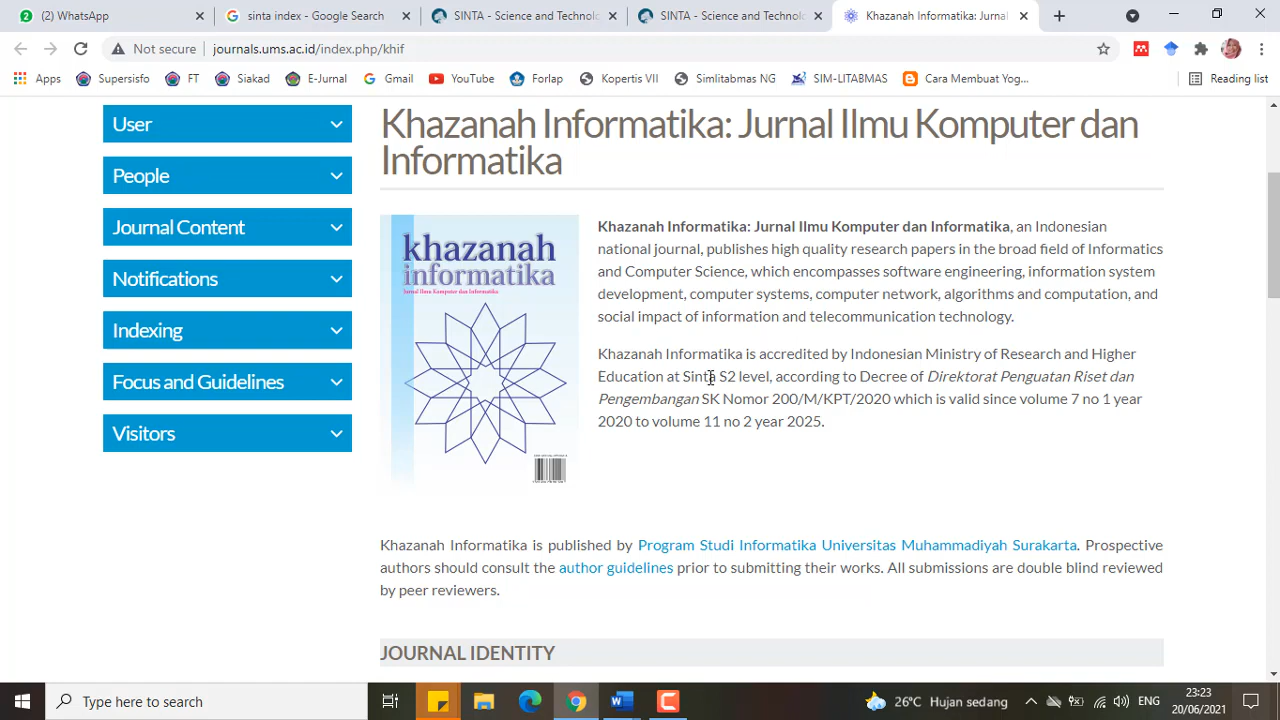 2 (2) WhatsApp
sinta index - Google Search
SINTA - Science and Technolo
SINTA - Science and Technolo
Khazanah Informatika: Jurnal
Not secure
journals.ums.ac.id/index.php/khif
Apps
Supersisfo
FT
Siakad
E-Jurnal
Gmail
YouTube
Forlap
Kopertis VII
Similitabmas NG
SIM-LITABMAS
Cara Membuat Yog...
Reading list
User
People
Journal Content
Notifications
Indexing
Focus and Guidelines
Visitors
Khazanah Informatika: Jurnal Ilmu Komputer dan
Informatika
khazanah
informatika
Jurnal Ilmu Komputer dan Informatika
Khazanah Informatika: Jurnal Ilmu Komputer dan Informatika, an Indonesian
national journal, publishes high quality research papers in the broad field of Informatics
and Computer Science, which encompasses software engineering, information system
development, computer systems, computer network, algorithms and computation, and
social impact of information and telecommunication technology.
Khazanah Informatika is accredited by Indonesian Ministry of Research and Higher
Education at Sinta S2 level, according to Decree of Direktorat Penguatan Riset dan
Pengembangan SK Nomor 200/M/KPT/2020 which is valid since volume 7 no 1 year
2020 to volume 11 no 2 year 2025.
Khazanah Informatika is published by Program Studi Informatika Universitas Muhammadiyah Surakarta. Prospective
authors should consult the author guidelines prior to submitting their works. All submissions are double blind reviewed
by peer reviewers.
JOURNAL IDENTITY
Type here to search
26°C Hujan sedang
ENG
23:23
20/06/2021